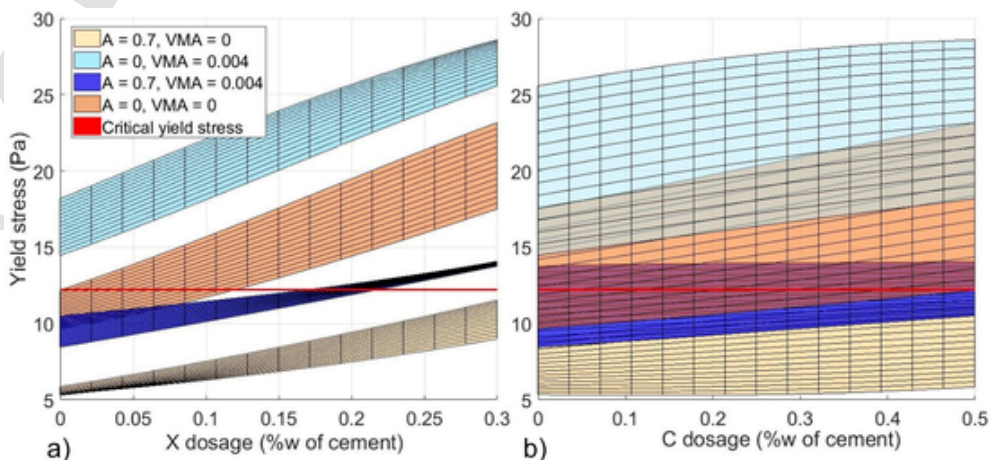 30
25
20
15
10
5
Yield stress (Pa)
A = 0.7, VMA = 0
A = 0, VMA = 0.004
A = 0.7, VMA = 0.004
A = 0, VMA = 0
Critical yield stress
0 0.05 0.1 0.15 0.2 0.25 0.3
a) X dosage (%w of cement)
30
25
20
15
10
5
0 0.1 0.2 0.3 0.4 0.5
b) C dosage (%w of cement)